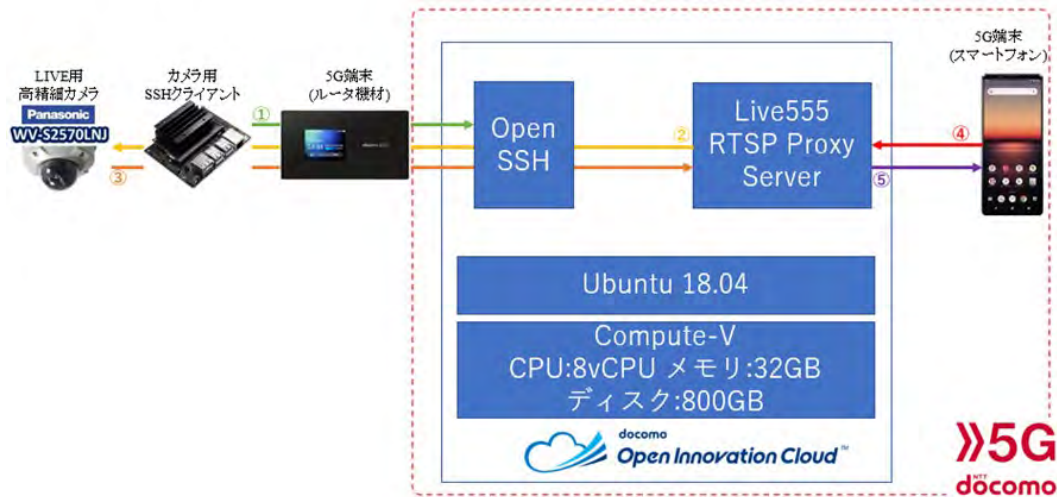 LIVE用
高精細カメラ
Panasonic
WV-S2570LNJ
カメラ用
SSHクライアント
5G端末
(ルータ機材)
5G端末
(スマートフォン)
①
②
③
④
⑤
Open
SSH
Live555
RTSP Proxy
Server
Ubuntu 18.04
Compute-V
CPU:8vCPU メモリ:32GB
ディスク:800GB
docomo
Open Innovation Cloud™
5G
NTT
döcomo